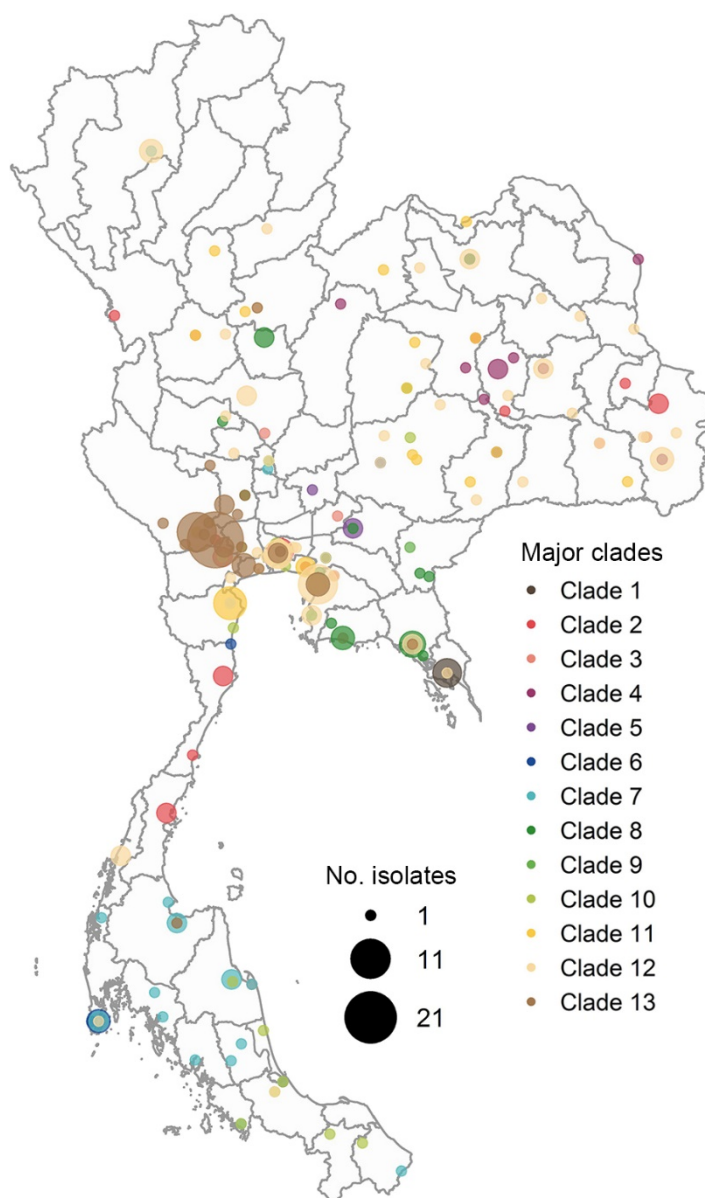 Major clades
Clade 1
Clade 2
Clade 3
Clade 4
Clade 5
Clade 6
Clade 7
Clade 8
Clade 9
Clade 10
Clade 11
Clade 12
Clade 13
No. isolates
1
11
21